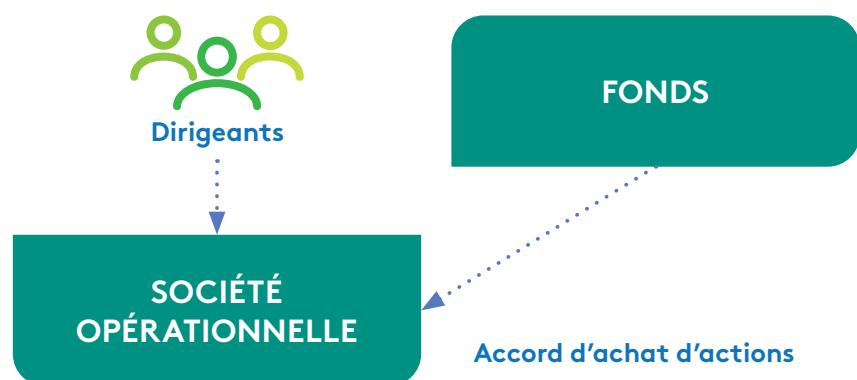 Dirigeants
FONDS
SOCIÉTÉ
OPÉRATIONNELLE
Accord d’achat d’actions